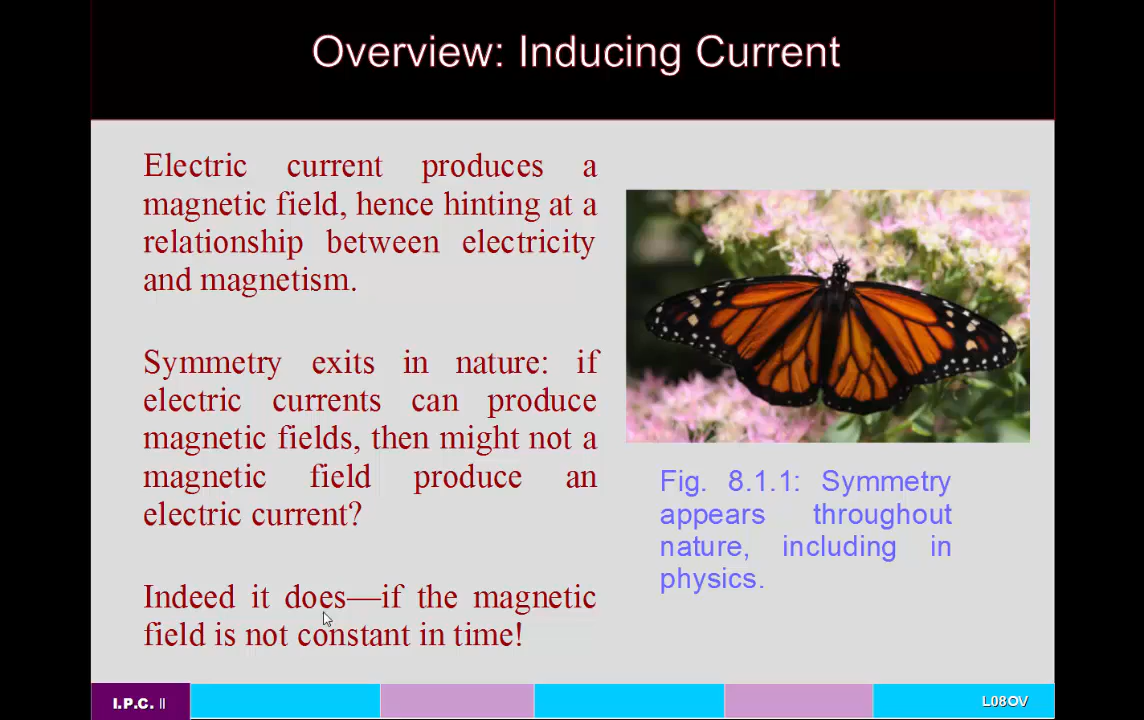 Overview: Inducing Current
Electric current produces a
magnetic field, hence hinting at a
relationship between electricity
and magnetism.
Symmetry exits in nature: if
electric currents can produce
magnetic fields, then might not a
magnetic field produce an
electric current?
Indeed it does—if the magnetic
field is not constant in time!
Fig. 8.1.1: Symmetry
appears throughout
nature, including in
physics.
I.P.C. II
L08OV